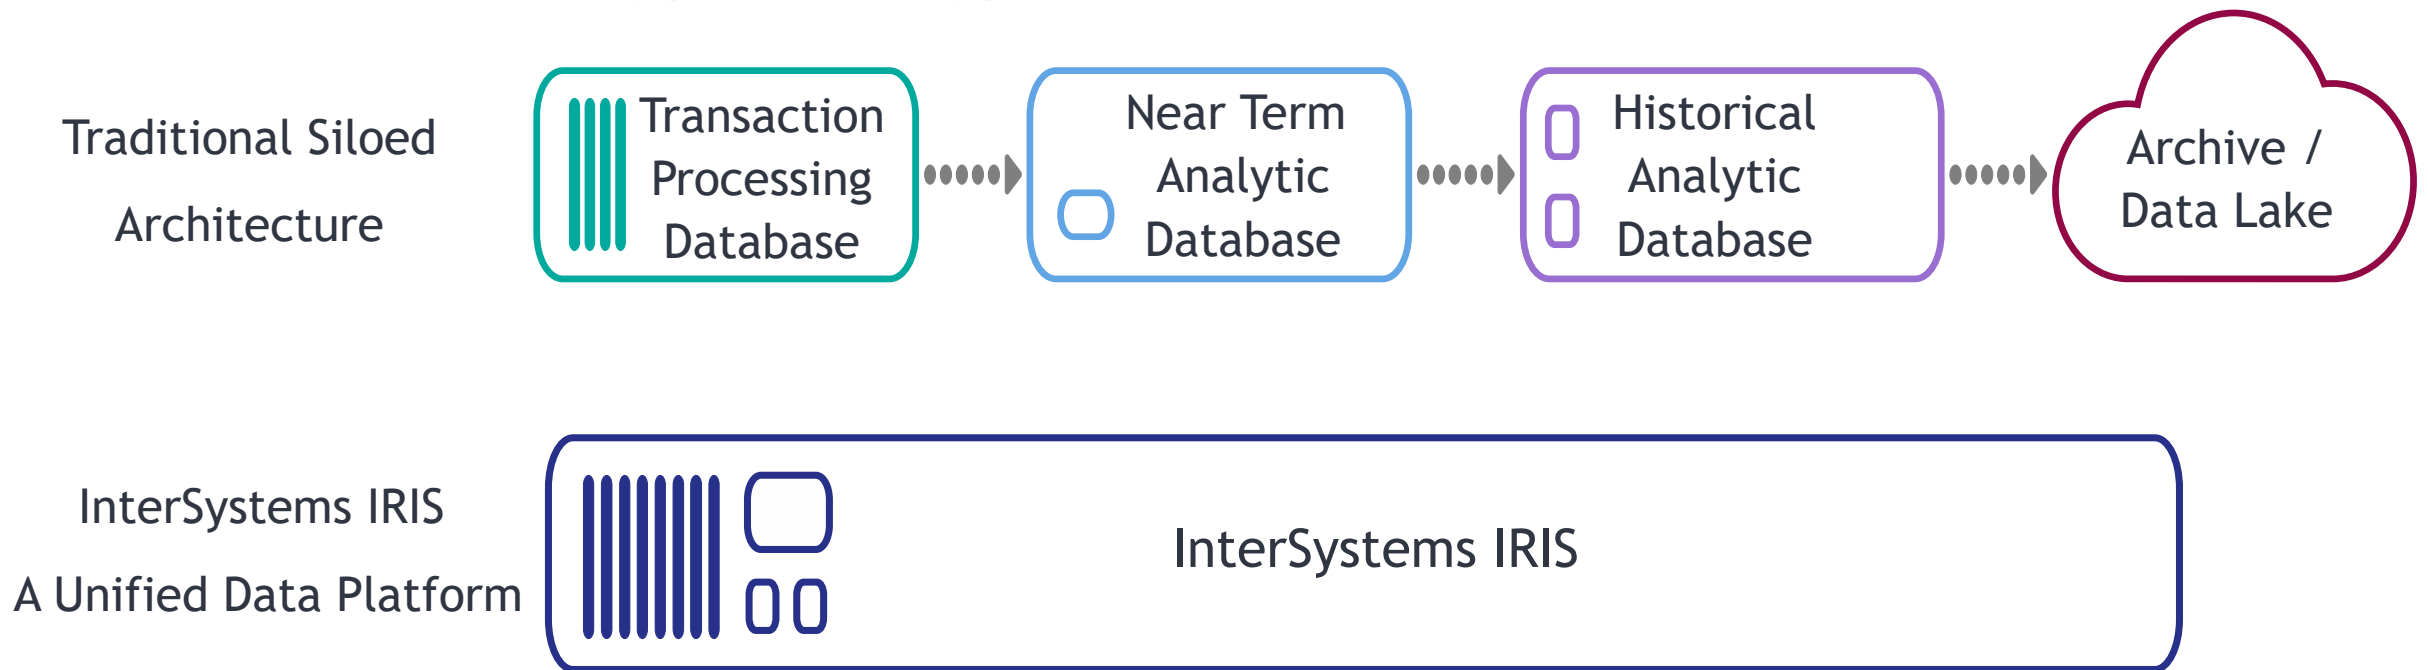 Traditional Siloed
Architecture
Transaction
Processing
Database
Near Term
Analytic
Database
Historical
Analytic
Database
Archive /
Data Lake
InterSystems IRIS
A Unified Data Platform
InterSystems IRIS